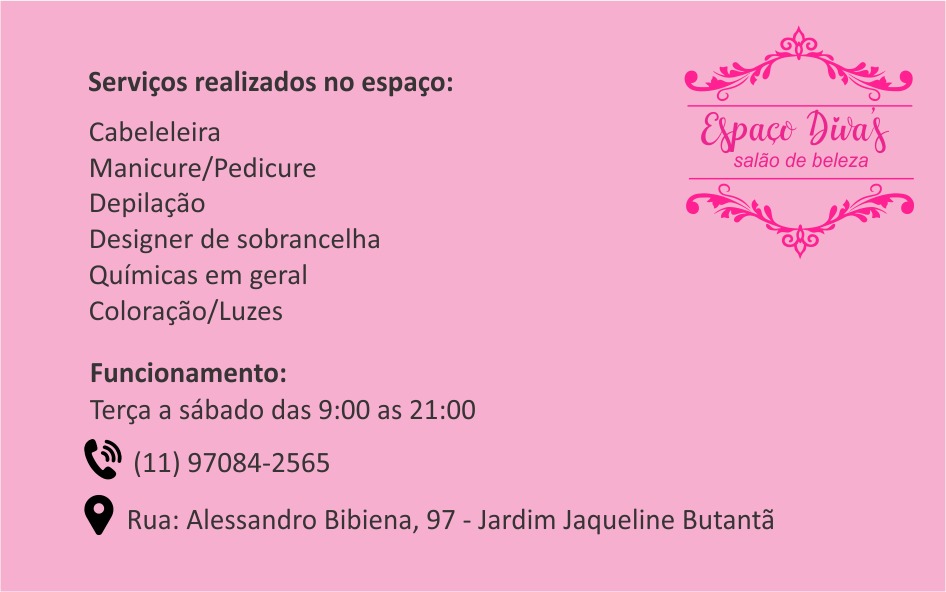 Serviços realizados no espaço:
Cabeleleira
Manicure/Pedicure
Depilação
Designer de sobrancelha
Químicas em geral
Coloração/Luzes
Espaço Diva's
salão de beleza
Funcionamento:
Terça a sábado das 9:00 as 21:00
(11) 97084-2565
Rua: Alessandro Bibiena, 97 - Jardim Jaqueline Butantã